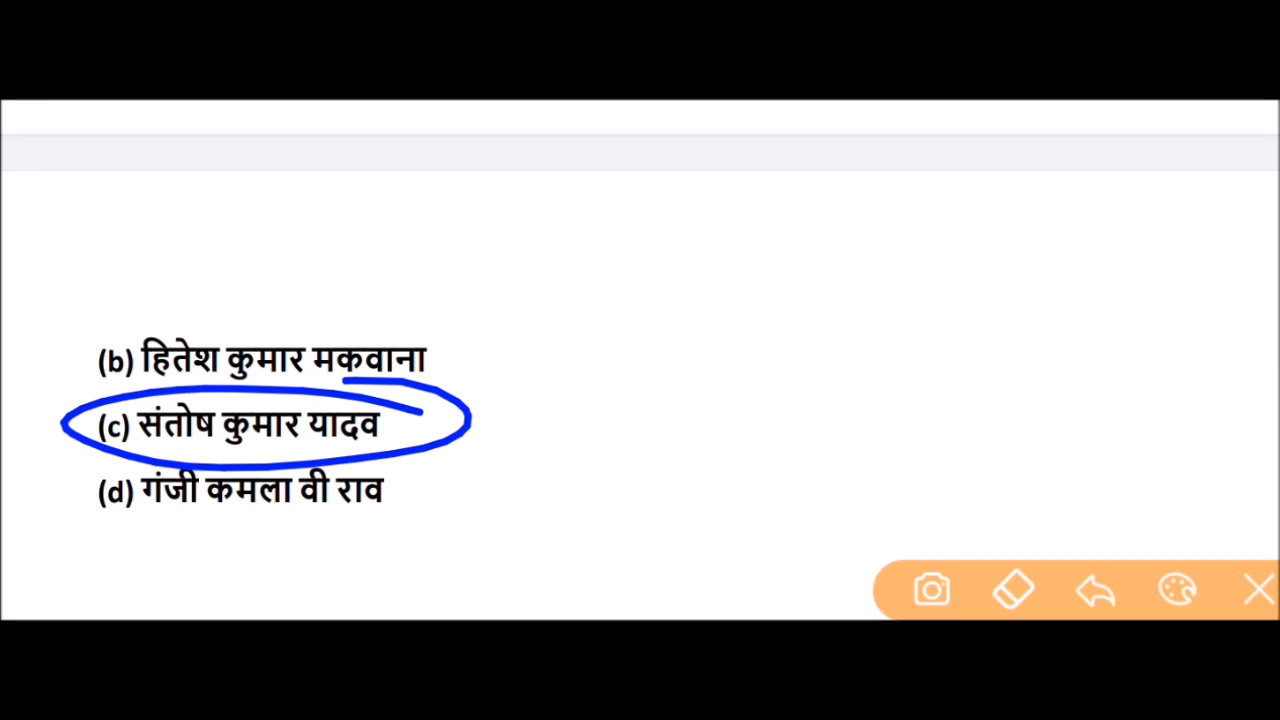 (b) हितेश कुमार मकवाना
(c) संतोष कुमार यादव
(d) गंजी कमला वी राव